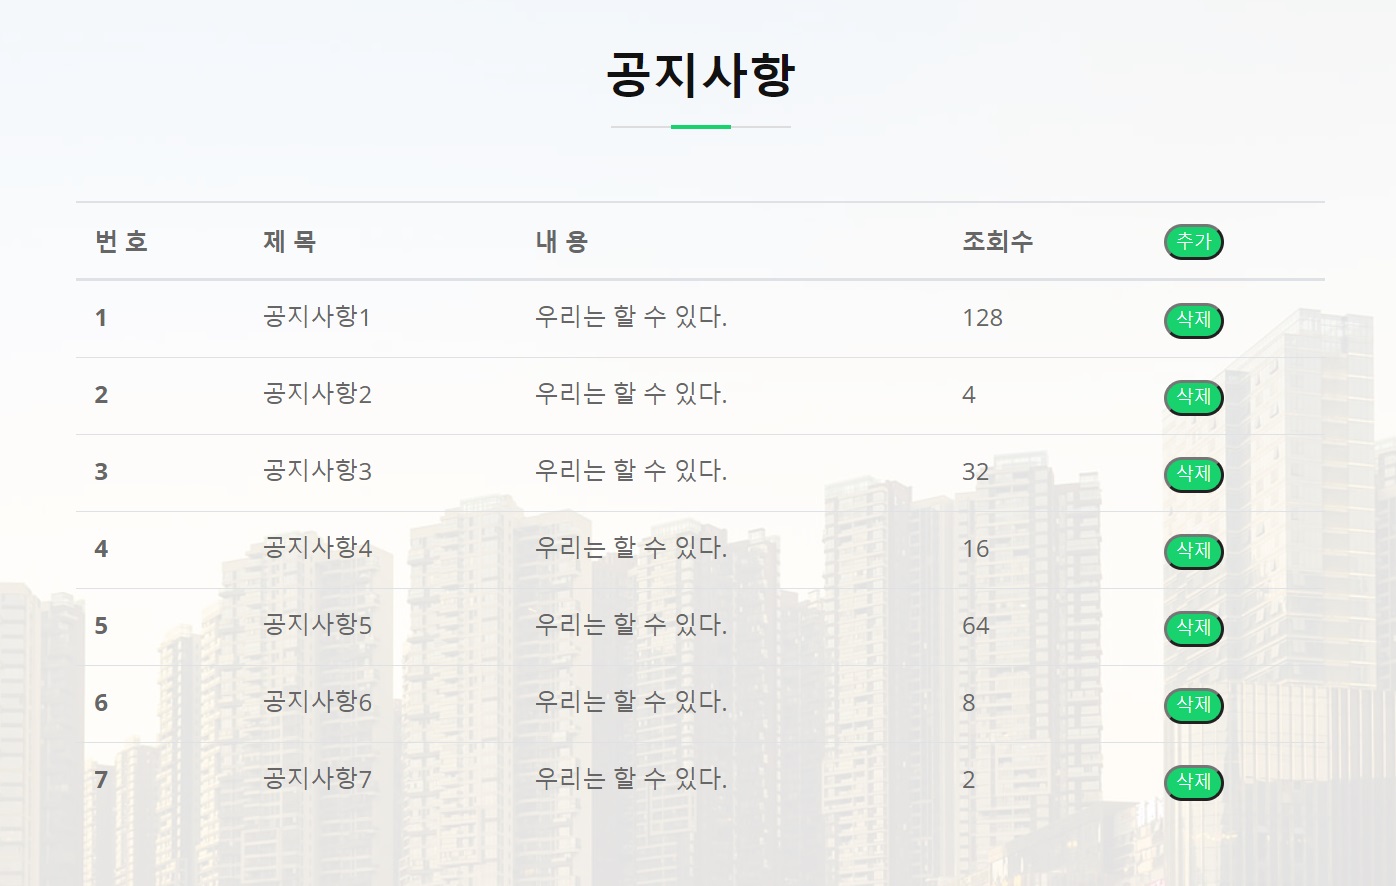 공지사항
번 호 제 목 내 용 조회수 추가
1 공지사항1 우리는 할 수 있다. 128 삭제
2 공지사항2 우리는 할 수 있다. 4 삭제
3 공지사항3 우리는 할 수 있다. 32 삭제
4 공지사항4 우리는 할 수 있다. 16 삭제
5 공지사항5 우리는 할 수 있다. 64 삭제
6 공지사항6 우리는 할 수 있다. 8 삭제
7 공지사항7 우리는 할 수 있다. 2 삭제